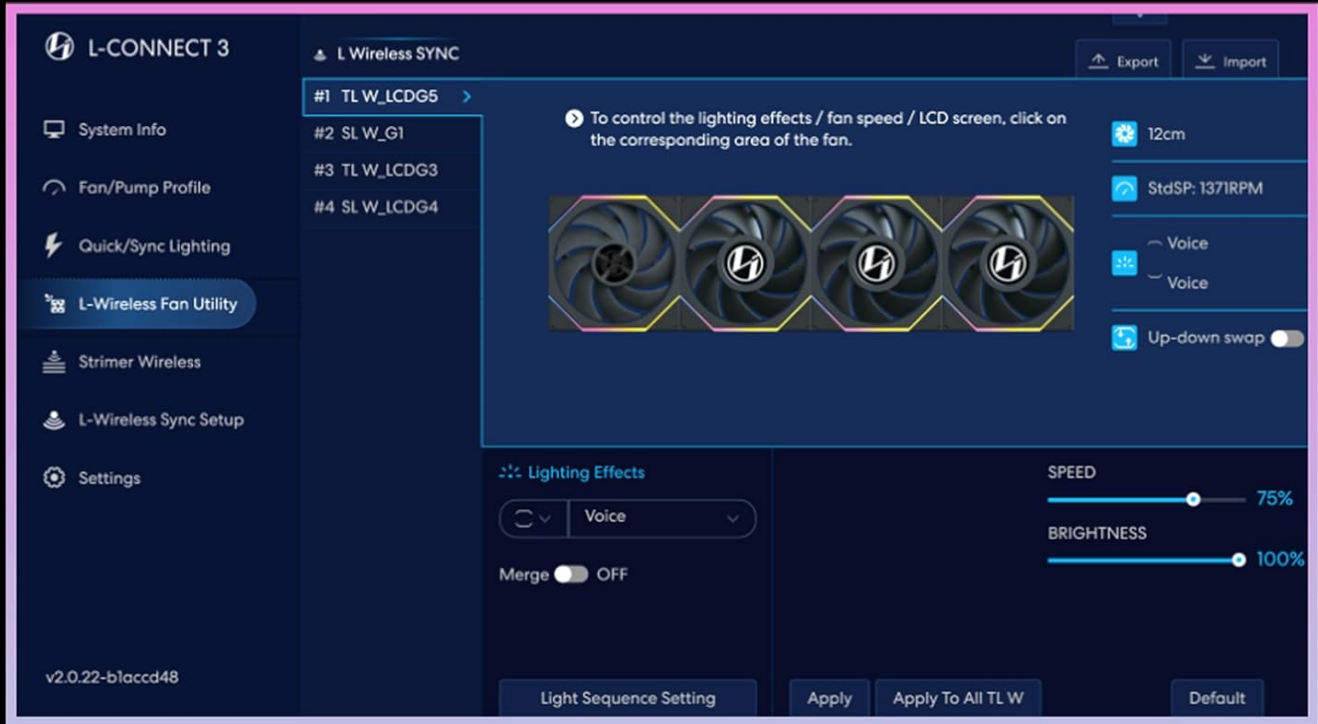 L-CONNECT 3
System Info
Fan/Pump Profile
Quick/Sync Lighting
L-Wireless Fan Utility
Strimer Wireless
L-Wireless Sync Setup
Settings
v2.0.22-b1accd48
L Wireless SYNC
Export
Import
#1 TL W_LCDG5
#2 SL W_G1
#3 TL W_LCDG3
#4 SL W_LCDG4
To control the lighting effects / fan speed / LCD screen, click on
the corresponding area of the fan.
12cm
StdSP: 1371RPM
Voice
Voice
Up-down swap
Lighting Effects
Voice
Merge OFF
SPEED
75%
BRIGHTNESS
100%
Light Sequence Setting
Apply
Apply To All TL W
Default